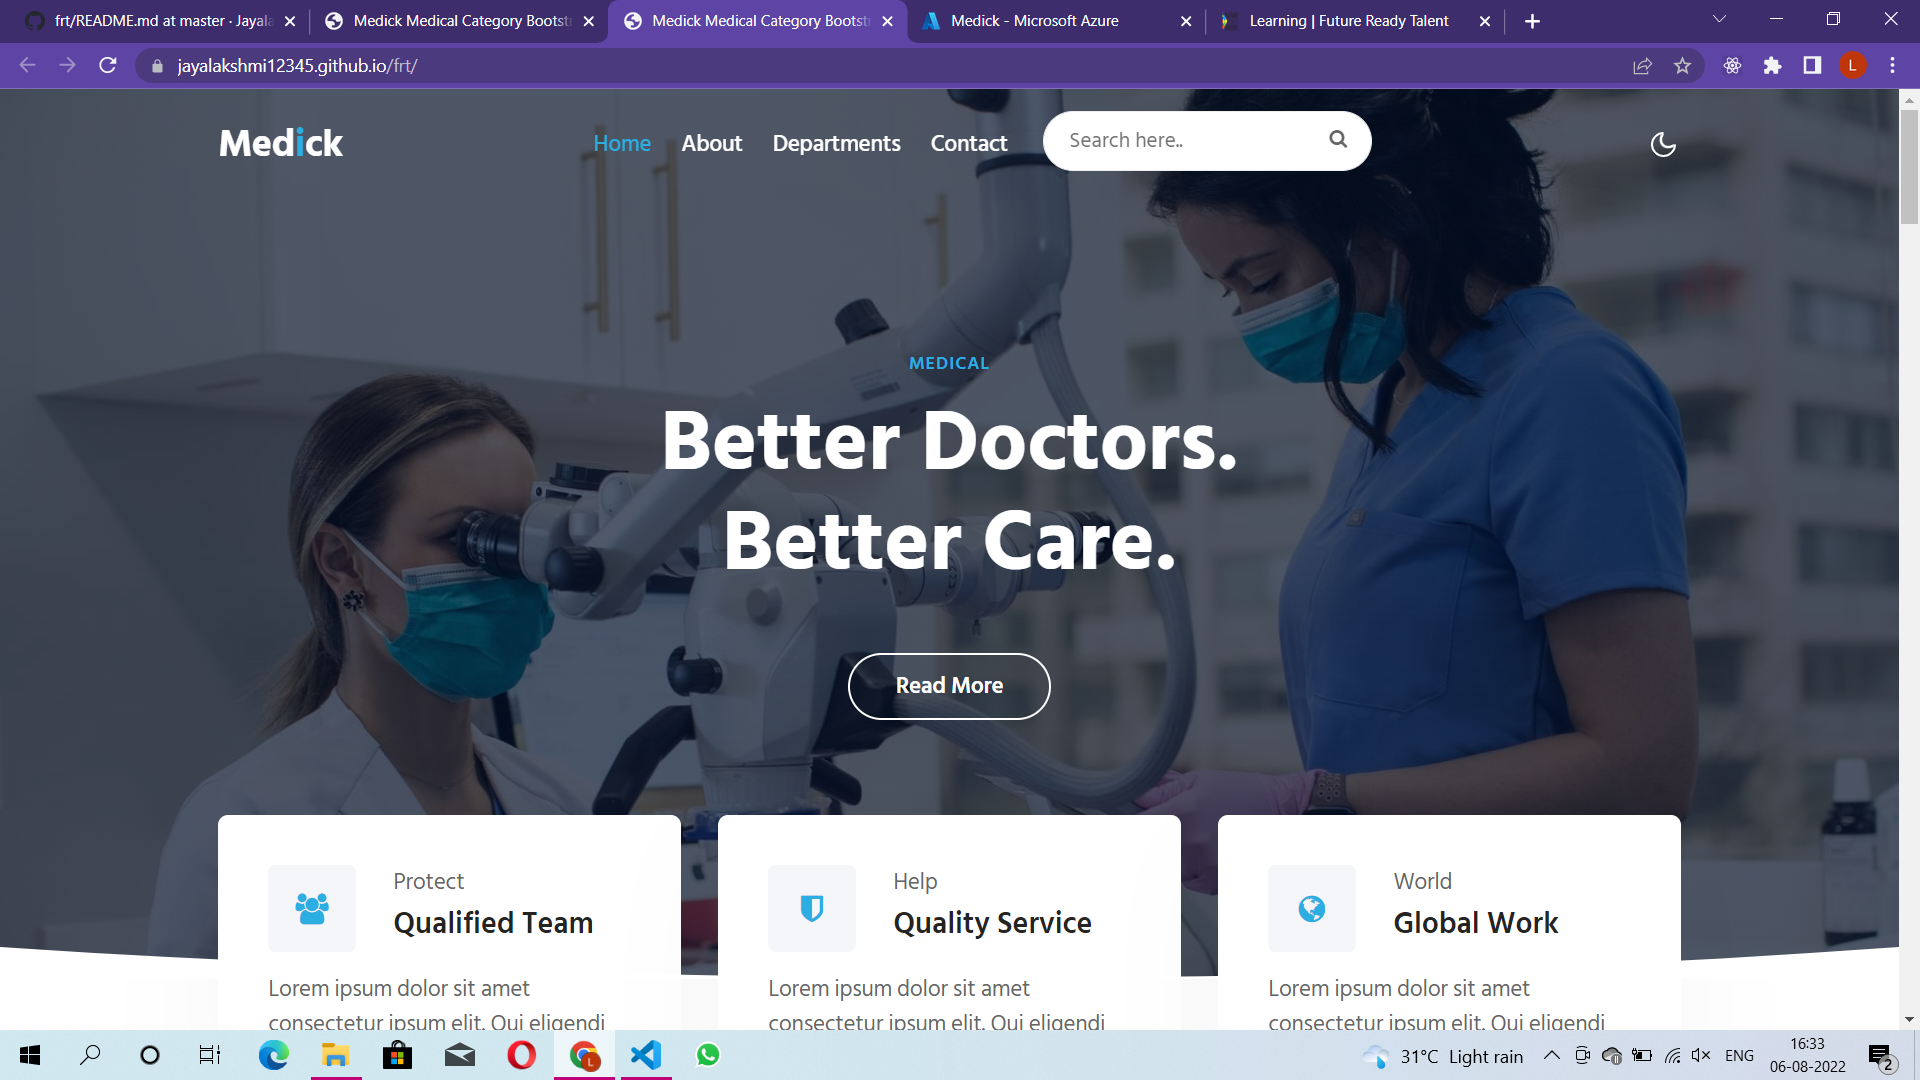 frt/README.md at master · Jayala
Medick Medical Category Bootst
Medick Medical Category Bootst
Medick - Microsoft Azure
Learning | Future Ready Talent
jayalakshmi12345.github.io/frt/
L
Medick
Home
About
Departments
Contact
Search here..
MEDICAL
Better Doctors.
Better Care.
Read More
Protect
Qualified Team
Lorem ipsum dolor sit amet
consectetur ipsum elit. Qui eligendi
Help
Quality Service
Lorem ipsum dolor sit amet
consectetur ipsum elit. Qui eligendi
World
Global Work
Lorem ipsum dolor sit amet
consectetur ipsum elit. Qui eligendi
L
31°C Light rain
ENG
16:33
06-08-2022
2